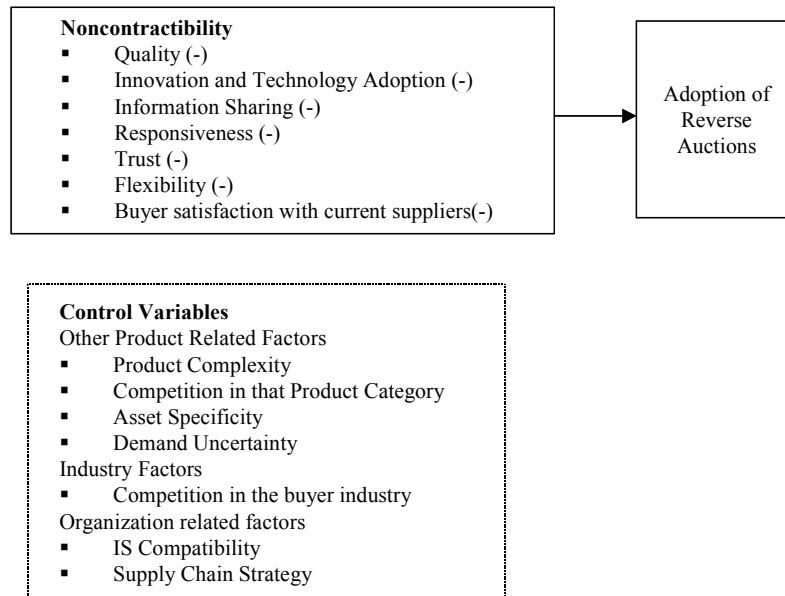 Noncontractibility
▪ Quality (-)
▪ Innovation and Technology Adoption (-)
▪ Information Sharing (-)
▪ Responsiveness (-)
▪ Trust (-)
▪ Flexibility (-)
▪ Buyer satisfaction with current suppliers(-)
Adoption of
Reverse
Auctions
Control Variables
Other Product Related Factors
▪ Product Complexity
▪ Competition in that Product Category
▪ Asset Specificity
▪ Demand Uncertainty
Industry Factors
▪ Competition in the buyer industry
Organization related factors
▪ IS Compatibility
▪ Supply Chain Strategy